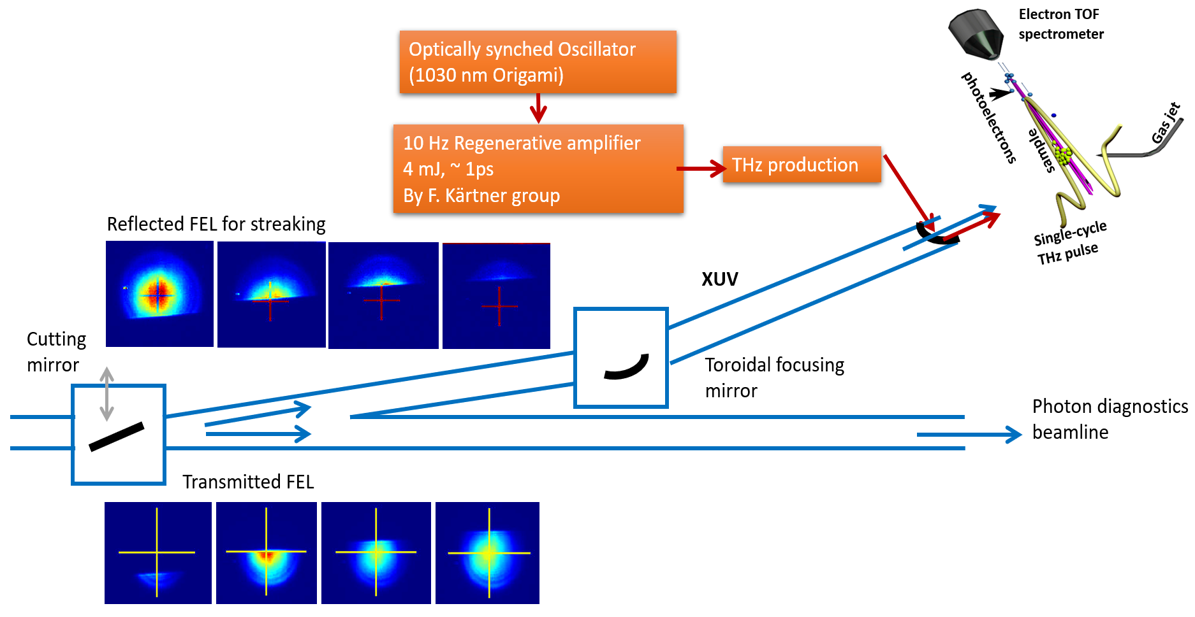 Electron TOF
spectrometer
Optically synched Oscillator
(1030 nm Origami)
photoelectrons
sample
Gas jet
10 Hz Regenerative amplifier
4 mJ, ~ 1ps
By F. Kärtner group
THz production
Single-cycle
THz pulse
Reflected FEL for streaking
XUV
Cutting
mirror
Toroidal focusing
mirror
Photon diagnostics
beamline
Transmitted FEL